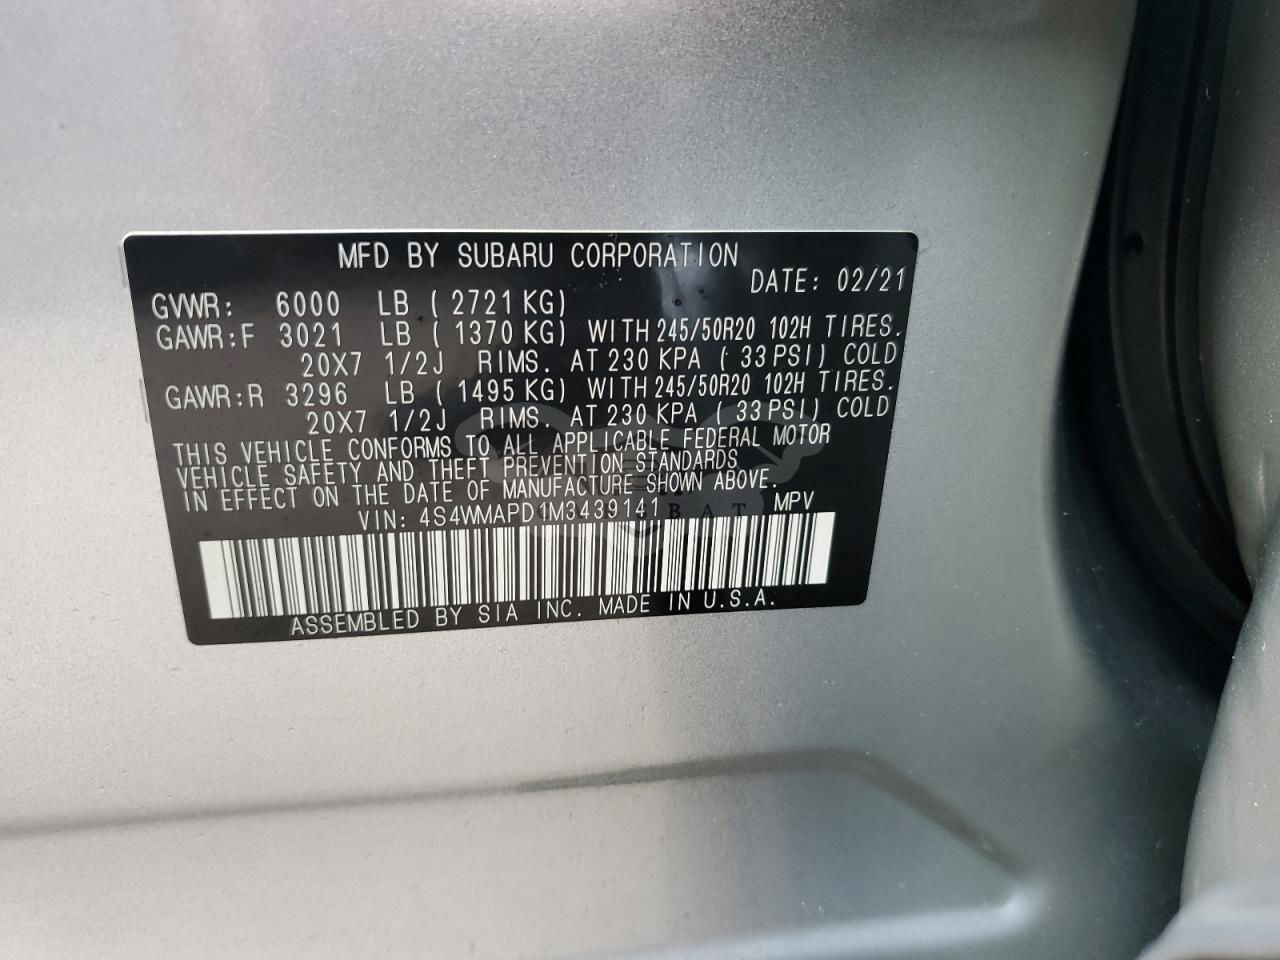 MFD BY SUBARU CORPORATION
DATE: 02/21
GVWR: 6000 LB ( 2721 KG)
GAWR:F 3021 LB ( 1370 KG) WITH 245/50R20 102H TIRES.
20X7 1/2J RIMS. AT 230 KPA ( 33 PSI) COLD
GAWR:R 3296 LB ( 1495 KG) WITH 245/50R20 102H TIRES.
20X7 1/2J RIMS. AT 230 KPA ( 33 PSI) COLD
THIS VEHICLE CONFORMS TO ALL APPLICABLE FEDERAL MOTOR
VEHICLE SAFETY AND THEFT PREVENTION STANDARDS
IN EFFECT ON THE DATE OF MANUFACTURE SHOWN ABOVE.
VIN: 4S4WMAPD1M3439141 MPV
ASSEMBLED BY SIA INC. MADE IN U.S.A.